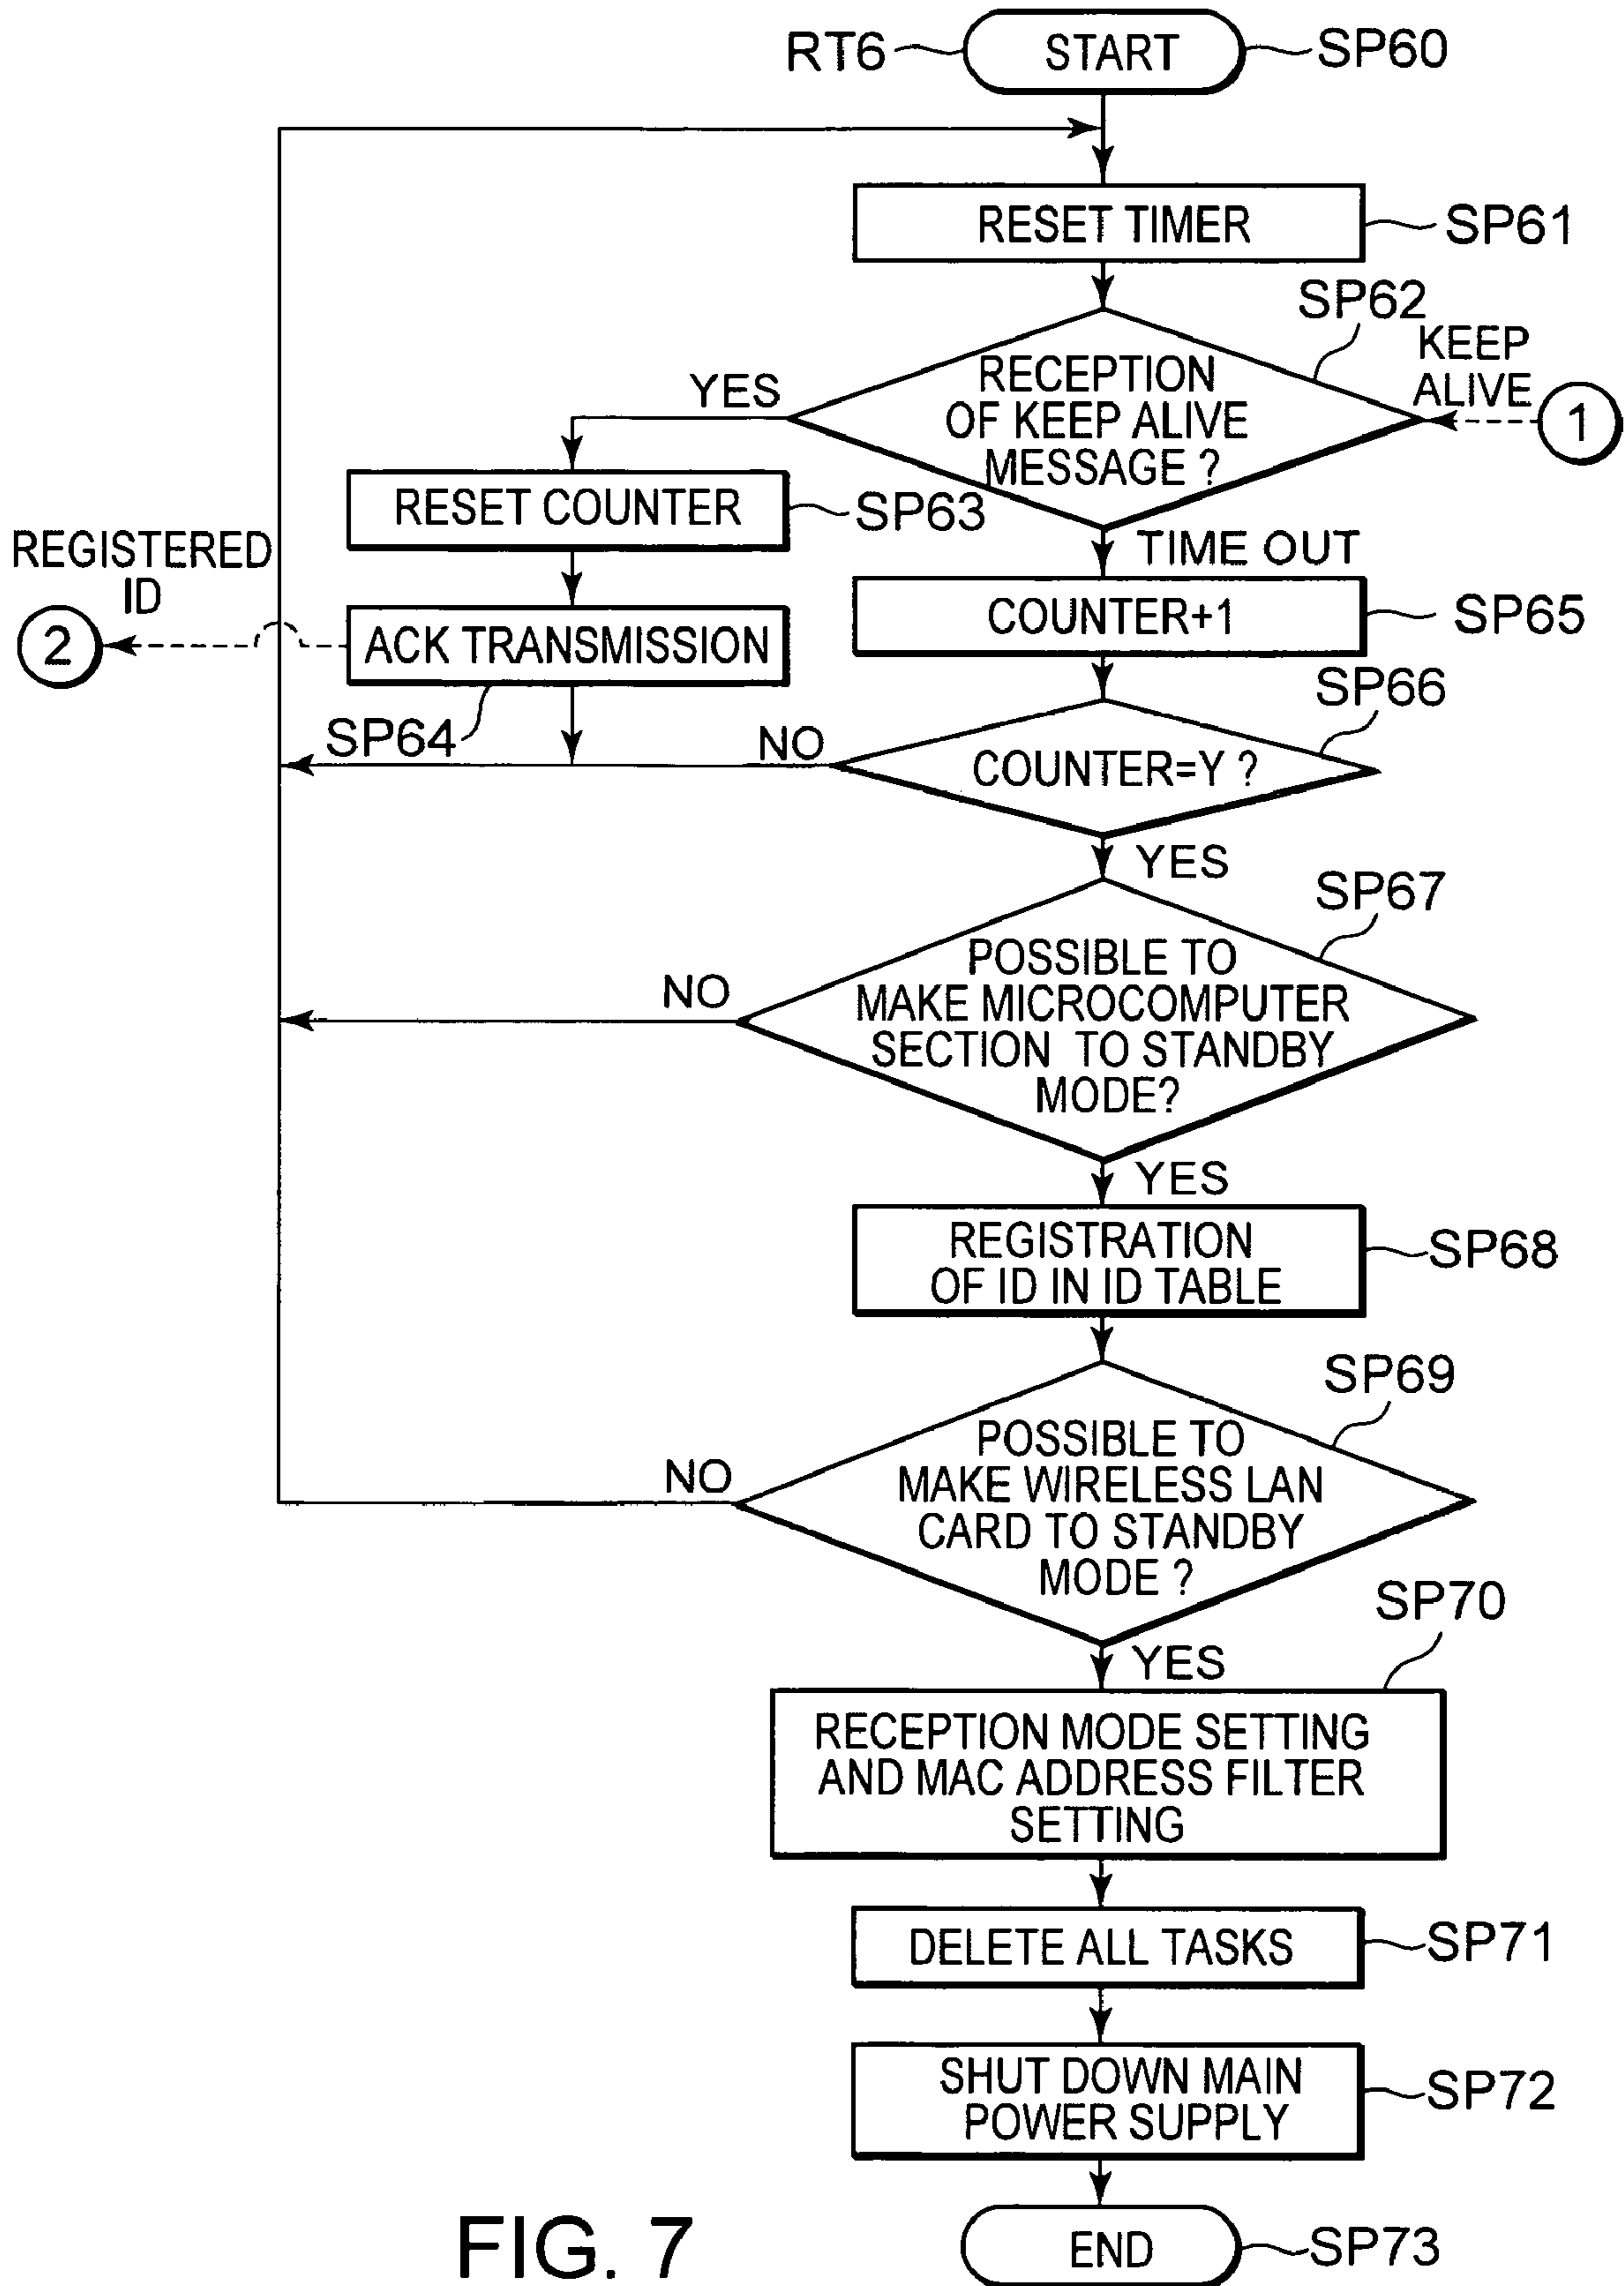 RT6
START
SP60
RESET TIMER
SP61
SP62
KEEP
ALIVE
1
RECEPTION
OF KEEP ALIVE
MESSAGE ?
YES
RESET COUNTER
SP63
TIME OUT
REGISTERED
ID
2
ACK TRANSMISSION
SP64
COUNTER+1
SP65
SP66
NO
COUNTER=Y ?
YES
SP67
NO
POSSIBLE TO
MAKE MICROCOMPUTER
SECTION TO STANDBY
MODE?
YES
REGISTRATION
OF ID IN ID TABLE
SP68
SP69
NO
POSSIBLE TO
MAKE WIRELESS LAN
CARD TO STANDBY
MODE ?
SP70
YES
RECEPTION MODE SETTING
AND MAC ADDRESS FILTER
SETTING
DELETE ALL TASKS
SP71
SHUT DOWN MAIN
POWER SUPPLY
SP72
END
SP73
FIG. 7